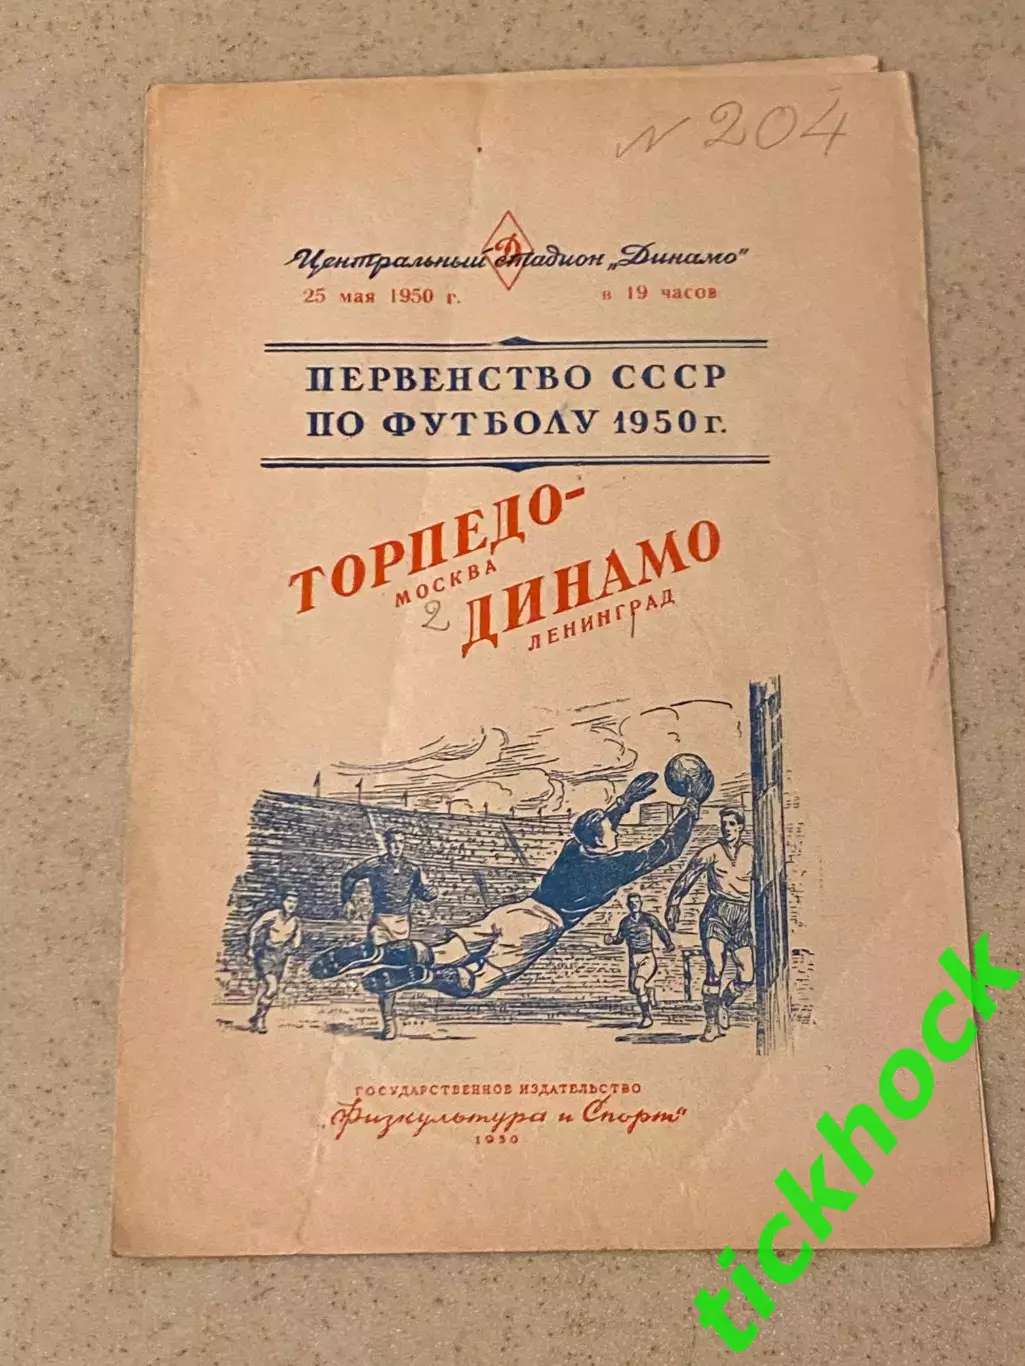 N 204
Центральный стадион „Динамо"
25 мая 1950 г. в 19 часов
ПЕРВЕНСТВО СССР
ПО ФУТБОЛУ 1950 г.
ТОРПЕДО-
МОСКВА
2
ДИНАМО
ЛЕНИНГРАД
ГОСУДАРСТВЕННОЕ ИЗДАТЕЛЬСТВО
„Физкультура и Спорт"
1950
tickhock